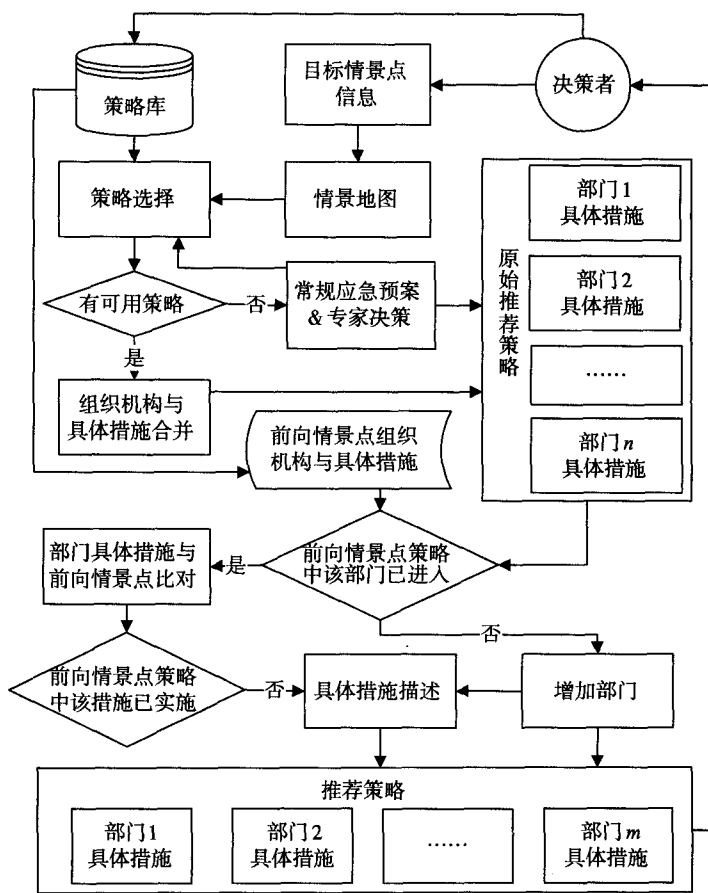 策略库
目标情景点
信息
决策者
策略选择
情景地图
原始推荐策略
部门1
具体措施
部门2
具体措施
……
部门n
具体措施
有可用策略
否
常规应急预案
& 专家决策
是
组织机构与
具体措施合并
前向情景点组织
机构与具体措施
部门具体措施与
前向情景点比对
是
前向情景点策略
中该部门已进入
否
前向情景点策略
中该措施已实施
否
具体措施描述
增加部门
推荐策略
部门1
具体措施
部门2
具体措施
……
部门m
具体措施